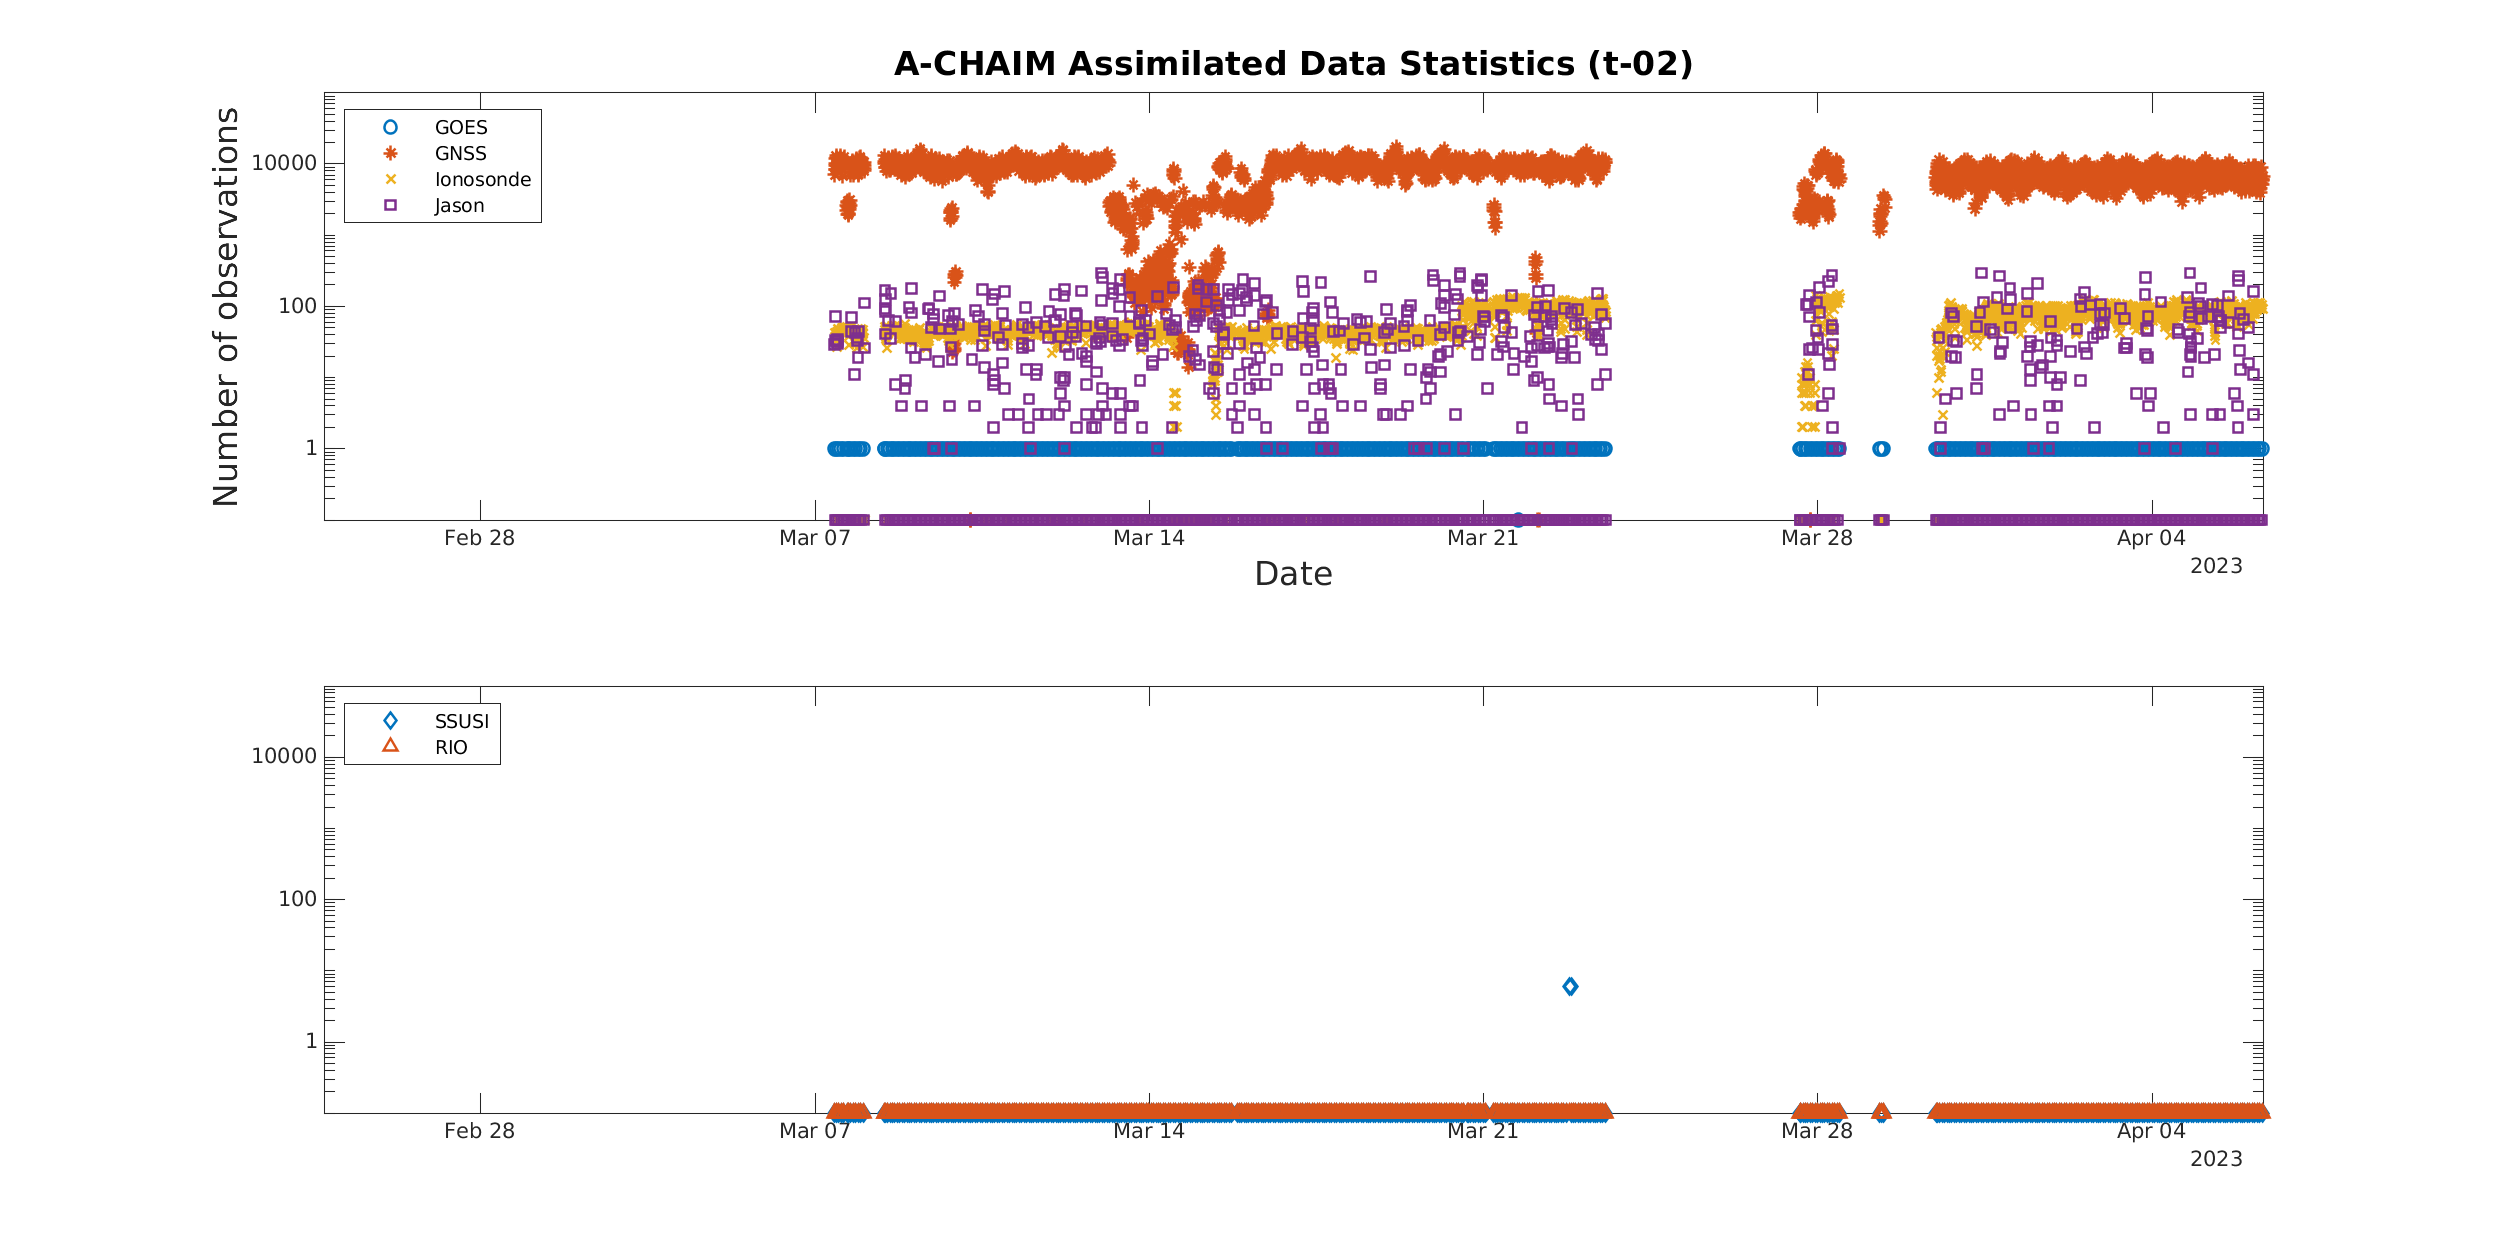 A-CHAIM Assimilated Data Statistics (t-02)
Number of observations
GOES
GNSS
Ionosonde
Jason
10000
100
1
Feb 28 Mar 07 Mar 14 Mar 21 Mar 28 Apr 04
2023
Date
SSUSI
RIO
10000
100
1
Feb 28 Mar 07 Mar 14 Mar 21 Mar 28 Apr 04
2023